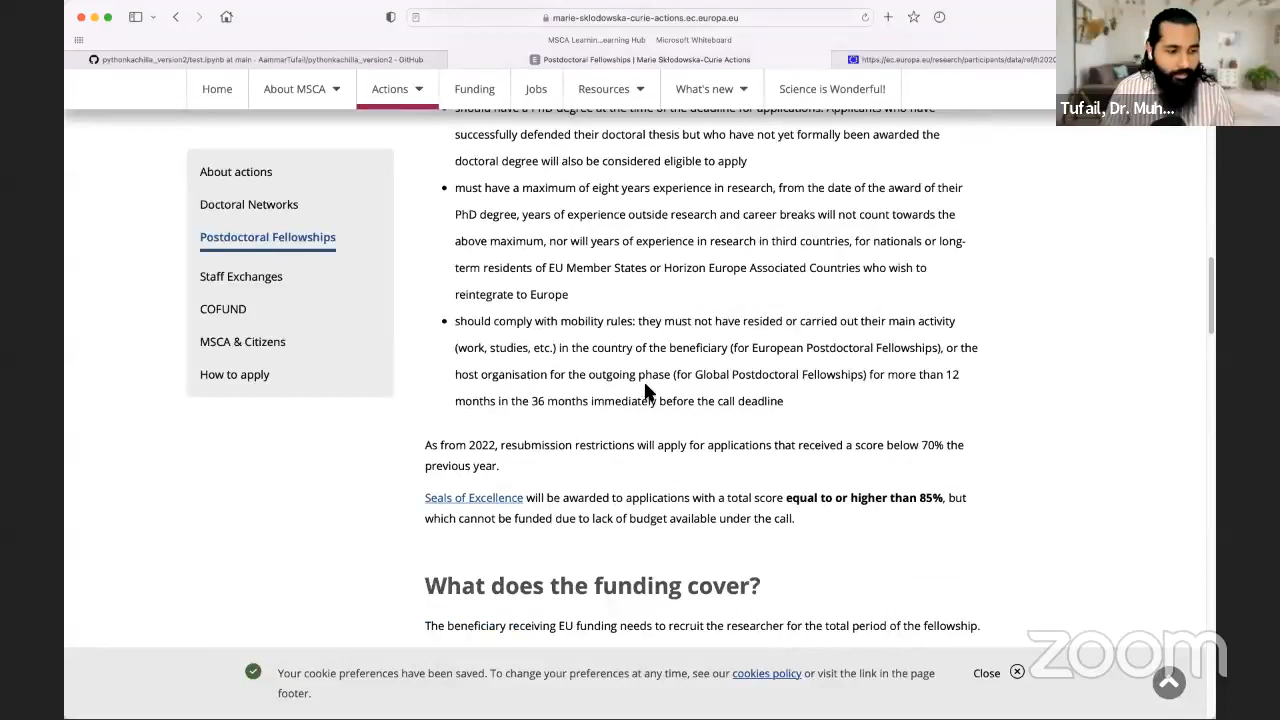 marie-sklodowska-curie-actions.ec.europa.eu
MSCA Learnin...earning Hub Microsoft Whiteboard
pythonkachilla_version2/test.ipynb at main · AammarTufail/pythonkachilla_version2 · GitHub
Postdoctoral Fellowships | Marie Skłodowska-Curie Actions
https://ec.europa.eu/research/participants/data/ref/h202
Tufail, Dr. Muh...
Home About MSCA Actions Funding Jobs Resources What's new Science is Wonderful!
About actions
Doctoral Networks
Postdoctoral Fellowships
Staff Exchanges
COFUND
MSCA & Citizens
How to apply
should have a PhD degree at the time of the deadline for applications. Applicants who have
successfully defended their doctoral thesis but who have not yet formally been awarded the
doctoral degree will also be considered eligible to apply
must have a maximum of eight years experience in research, from the date of the award of their
PhD degree, years of experience outside research and career breaks will not count towards the
above maximum, nor will years of experience in research in third countries, for nationals or long-
term residents of EU Member States or Horizon Europe Associated Countries who wish to
reintegrate to Europe
should comply with mobility rules: they must not have resided or carried out their main activity
(work, studies, etc.) in the country of the beneficiary (for European Postdoctoral Fellowships), or the
host organisation for the outgoing phase (for Global Postdoctoral Fellowships) for more than 12
months in the 36 months immediately before the call deadline
As from 2022, resubmission restrictions will apply for applications that received a score below 70% the
previous year.
Seals of Excellence will be awarded to applications with a total score equal to or higher than 85%, but
which cannot be funded due to lack of budget available under the call.
What does the funding cover?
The beneficiary receiving EU funding needs to recruit the researcher for the total period of the fellowship.
Your cookie preferences have been saved. To change your preferences at any time, see our cookies policy or visit the link in the page
footer.
Close
zoom